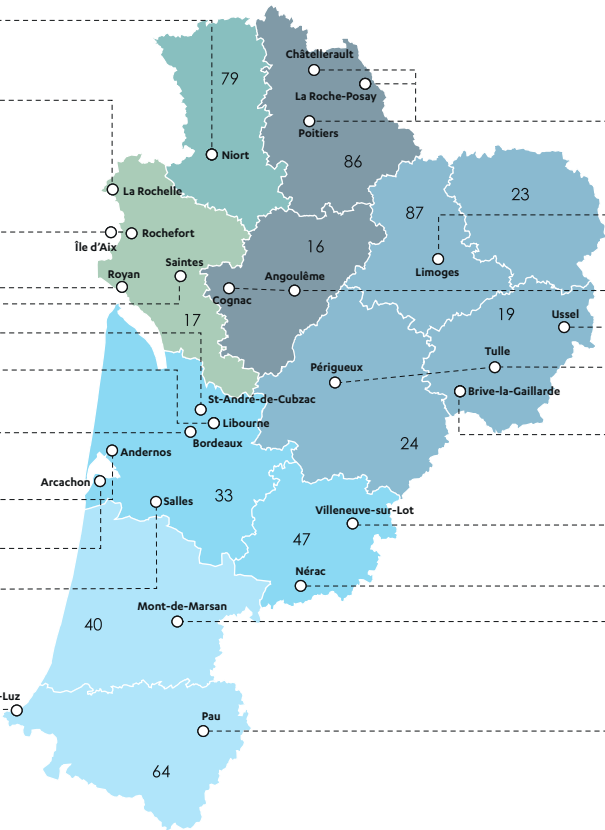 Châtellerault
79
La Roche-Posay
Poitiers
Niort
86
La Rochelle
23
87
Rochefort
Île d'Aix
16
Saintes
Limoges
Royan
Angoulême
Cognac
19
Ussel
17
Tulle
Périgueux
Brive-la-Gaillarde
St-André-de-Cubzac
Libourne
Bordeaux
24
Andernos
Arcachon
33
Salles
Villeneuve-sur-Lot
47
Nérac
Mont-de-Marsan
40
-Luz
Pau
64